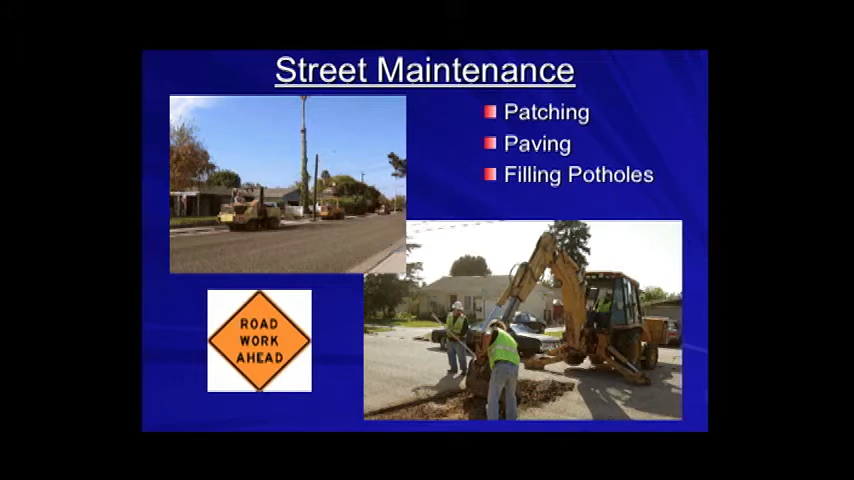 Street Maintenance
Patching
Paving
Filling Potholes
ROAD
WORK
AHEAD